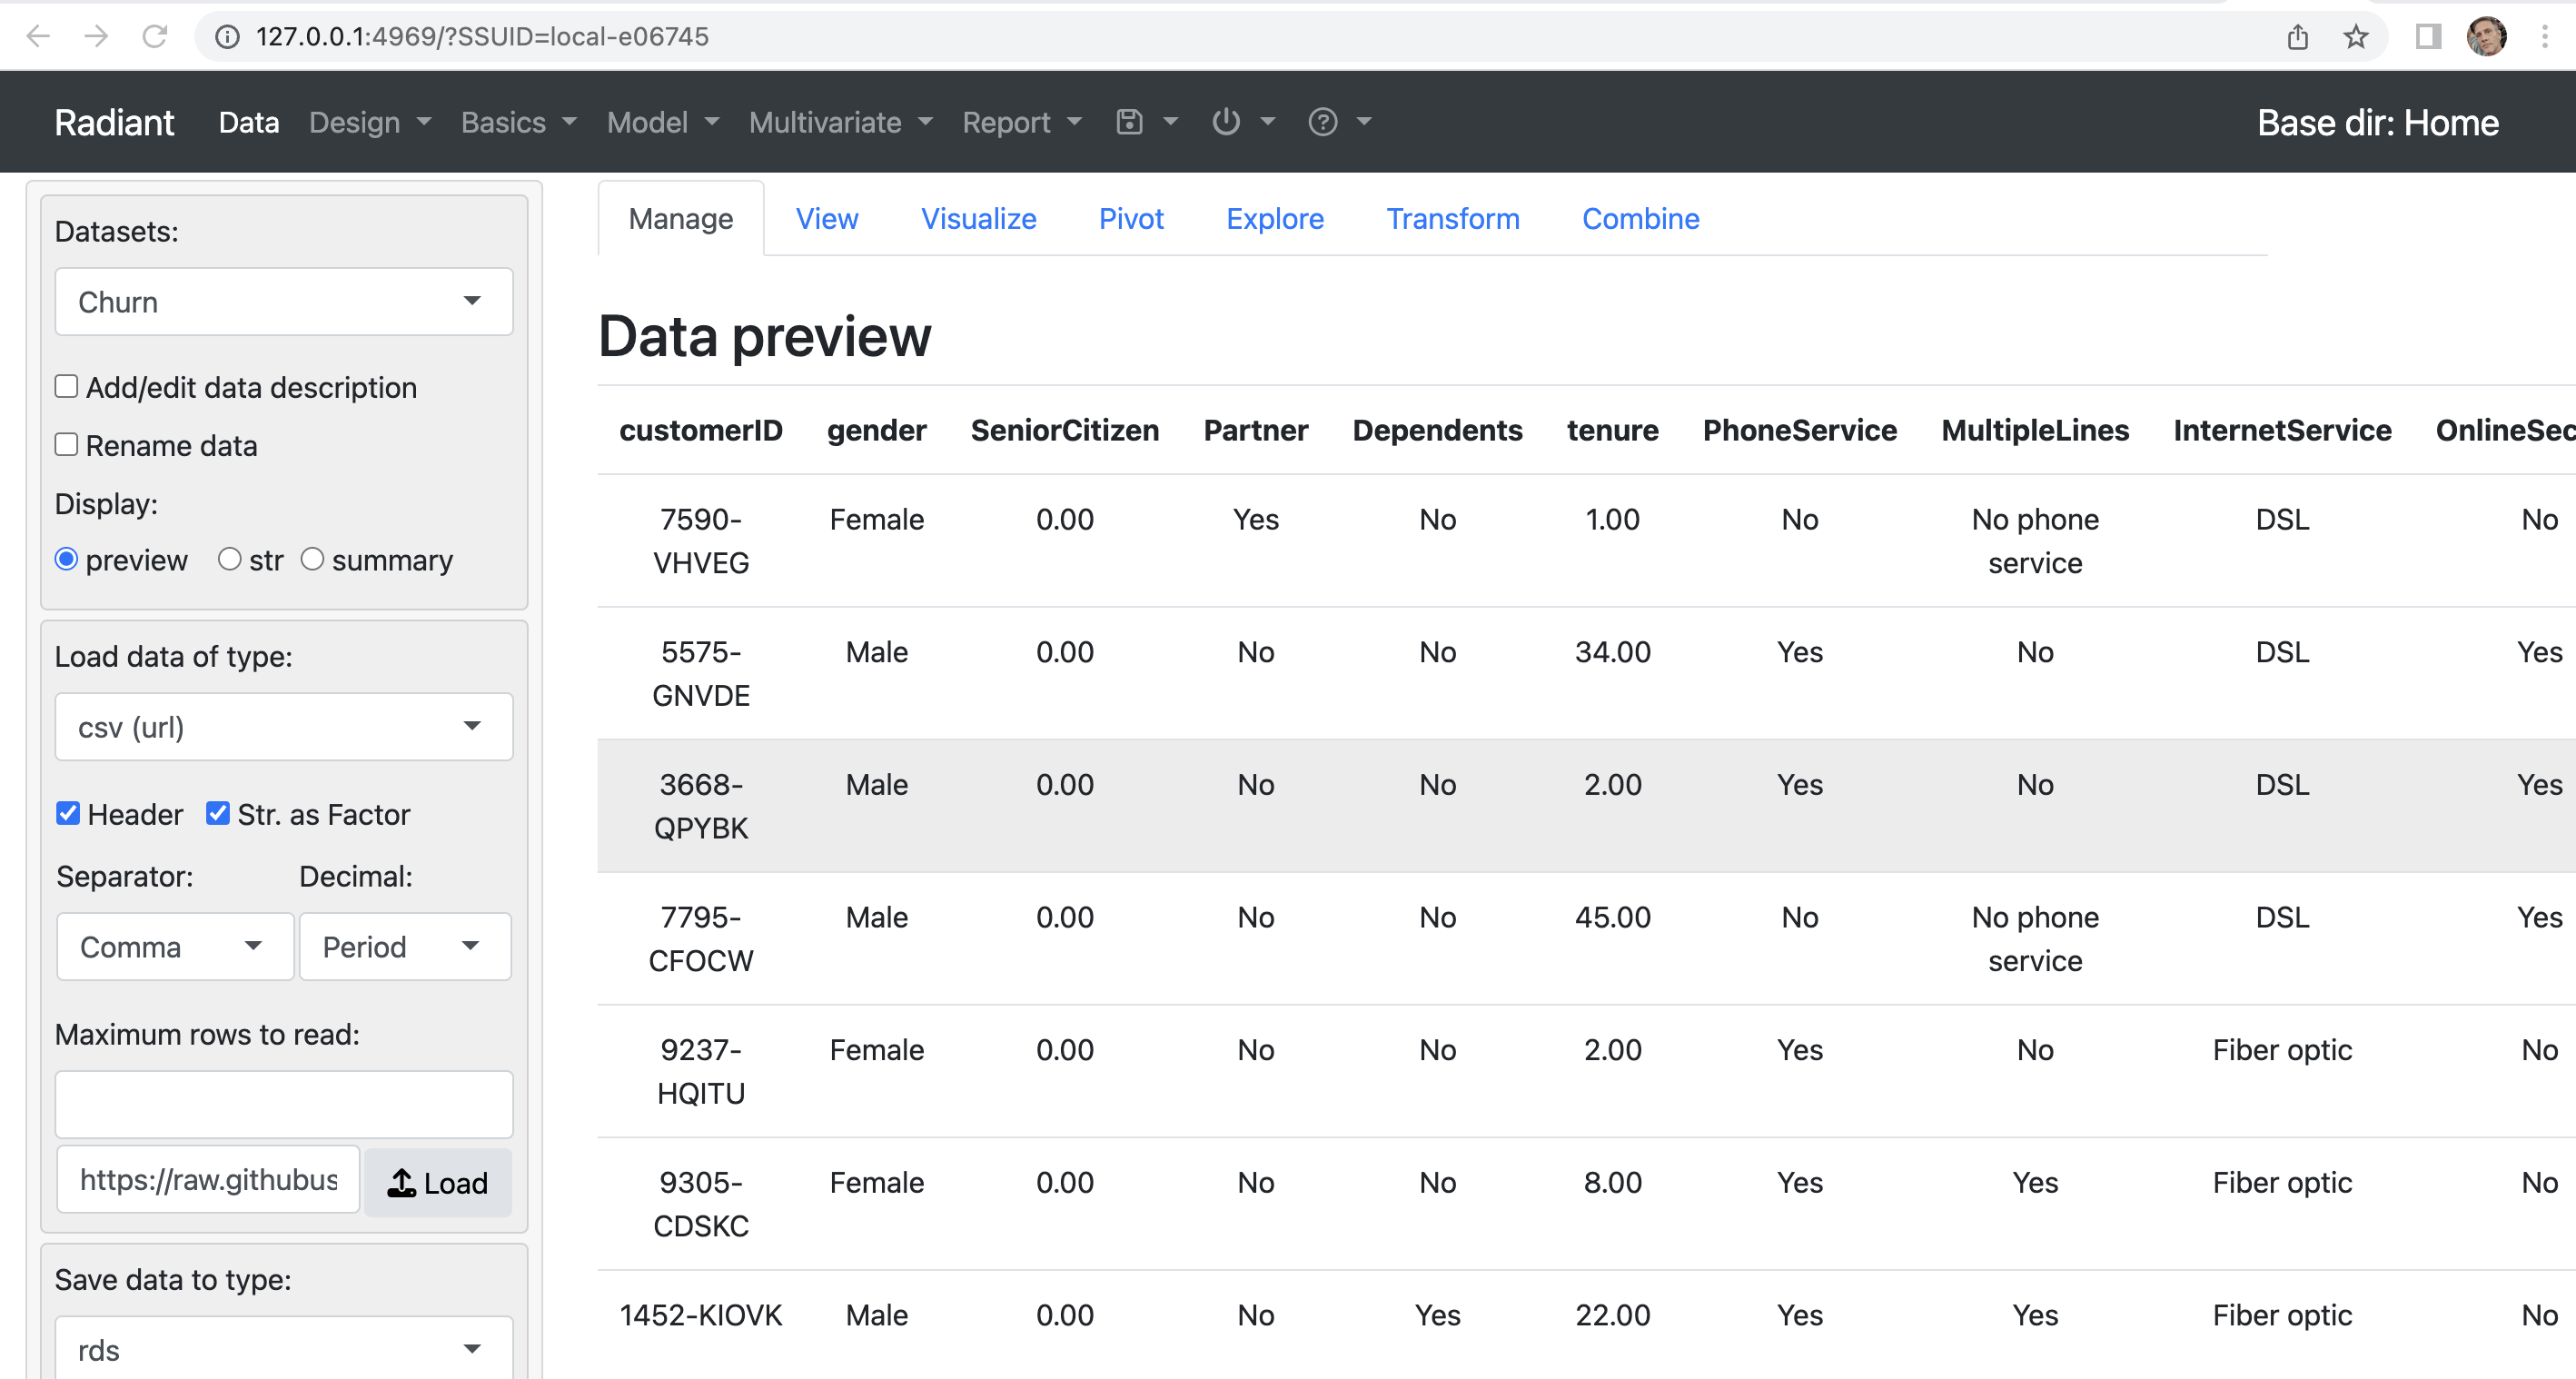 127.0.0.1:4969/?SSUID=local-e06745
Radiant Data Design Basics Model Multivariate Report Base dir: Home
Datasets:
Churn
Add/edit data description
Rename data
Display:
preview str summary
Load data of type:
csv (url)
Header Str. as Factor
Separator: Decimal:
Comma Period
Maximum rows to read:
https://raw.githubus
Load
Save data to type:
rds
Manage View Visualize Pivot Explore Transform Combine
Data preview
customerID gender SeniorCitizen Partner Dependents tenure PhoneService MultipleLines InternetService OnlineSec
7590- Female 0.00 Yes No 1.00 No No phone DSL No
VHVEG service
5575- Male 0.00 No No 34.00 Yes No DSL Yes
GNVDE
3668- Male 0.00 No No 2.00 Yes No DSL Yes
QPYBK
7795- Male 0.00 No No 45.00 No No phone DSL Yes
CFOCW service
9237- Female 0.00 No No 2.00 Yes No Fiber optic No
HQITU
9305- Female 0.00 No No 8.00 Yes Yes Fiber optic No
CDSKC
1452-KIOVK Male 0.00 No Yes 22.00 Yes Yes Fiber optic No